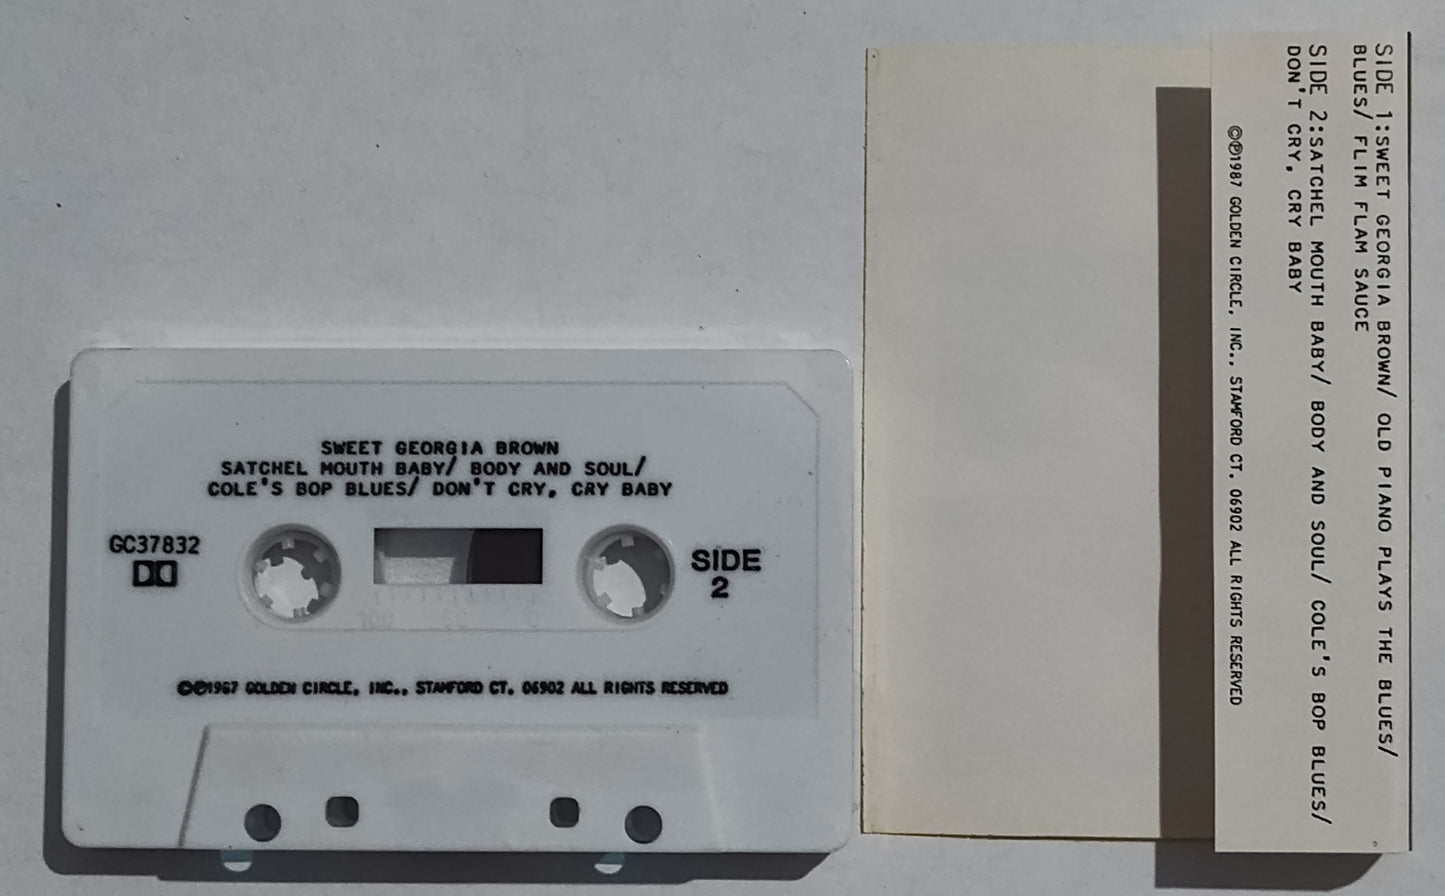 SWEET GEORGIA BROWN
SATCHEL MOUTH BABY/ BODY AND SOUL/
COLE'S BOP BLUES/ DON'T CRY, CRY BABY
GC37832
SIDE
2
©℗1987 GOLDEN CIRCLE, INC., STAMFORD CT. 06902 ALL RIGHTS RESERVED
SIDE 1:SWEET GEORGIA BROWN/ OLD PIANO PLAYS THE BLUES/
BLUES/ FLIM FLAM SAUCE
SIDE 2:SATCHEL MOUTH BABY/ BODY AND SOUL/ COLE'S BOP BLUES/
DON'T CRY, CRY BABY
©℗1987 GOLDEN CIRCLE, INC., STAMFORD CT. 06902 ALL RIGHTS RESERVED